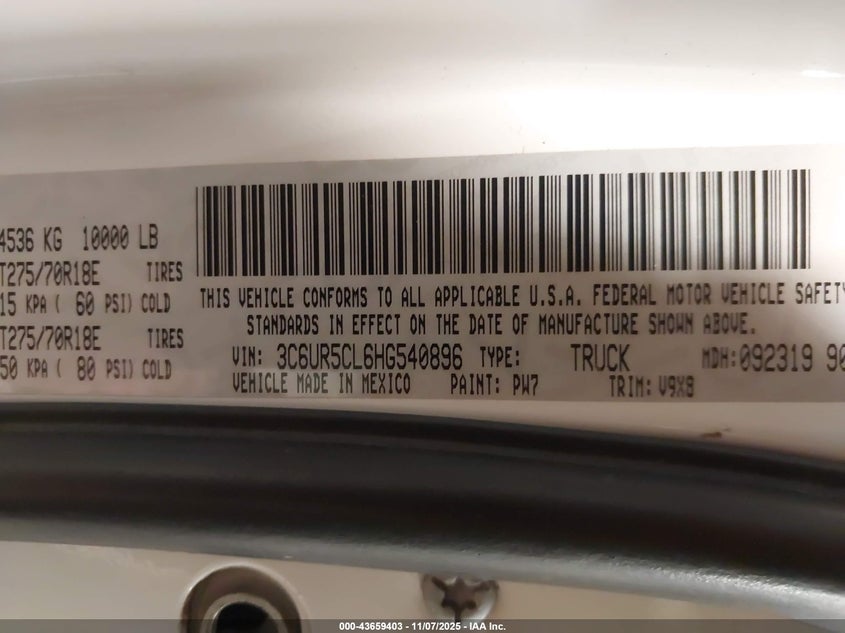 4536 KG 10000 LB
T275/70R18E TIRES
15 KPA ( 60 PSI) COLD
T275/70R18E TIRES
50 KPA ( 80 PSI) COLD
THIS VEHICLE CONFORMS TO ALL APPLICABLE U.S.A. FEDERAL MOTOR VEHICLE SAFETY
STANDARDS IN EFFECT ON THE DATE OF MANUFACTURE SHOWN ABOVE.
VIN: 3C6UR5CL6HG540896 TYPE: TRUCK MDH:092319 90
VEHICLE MADE IN MEXICO PAINT: PW7 TRIM: V9X8
000-43659403 - 11/07/2025 - IAA Inc.